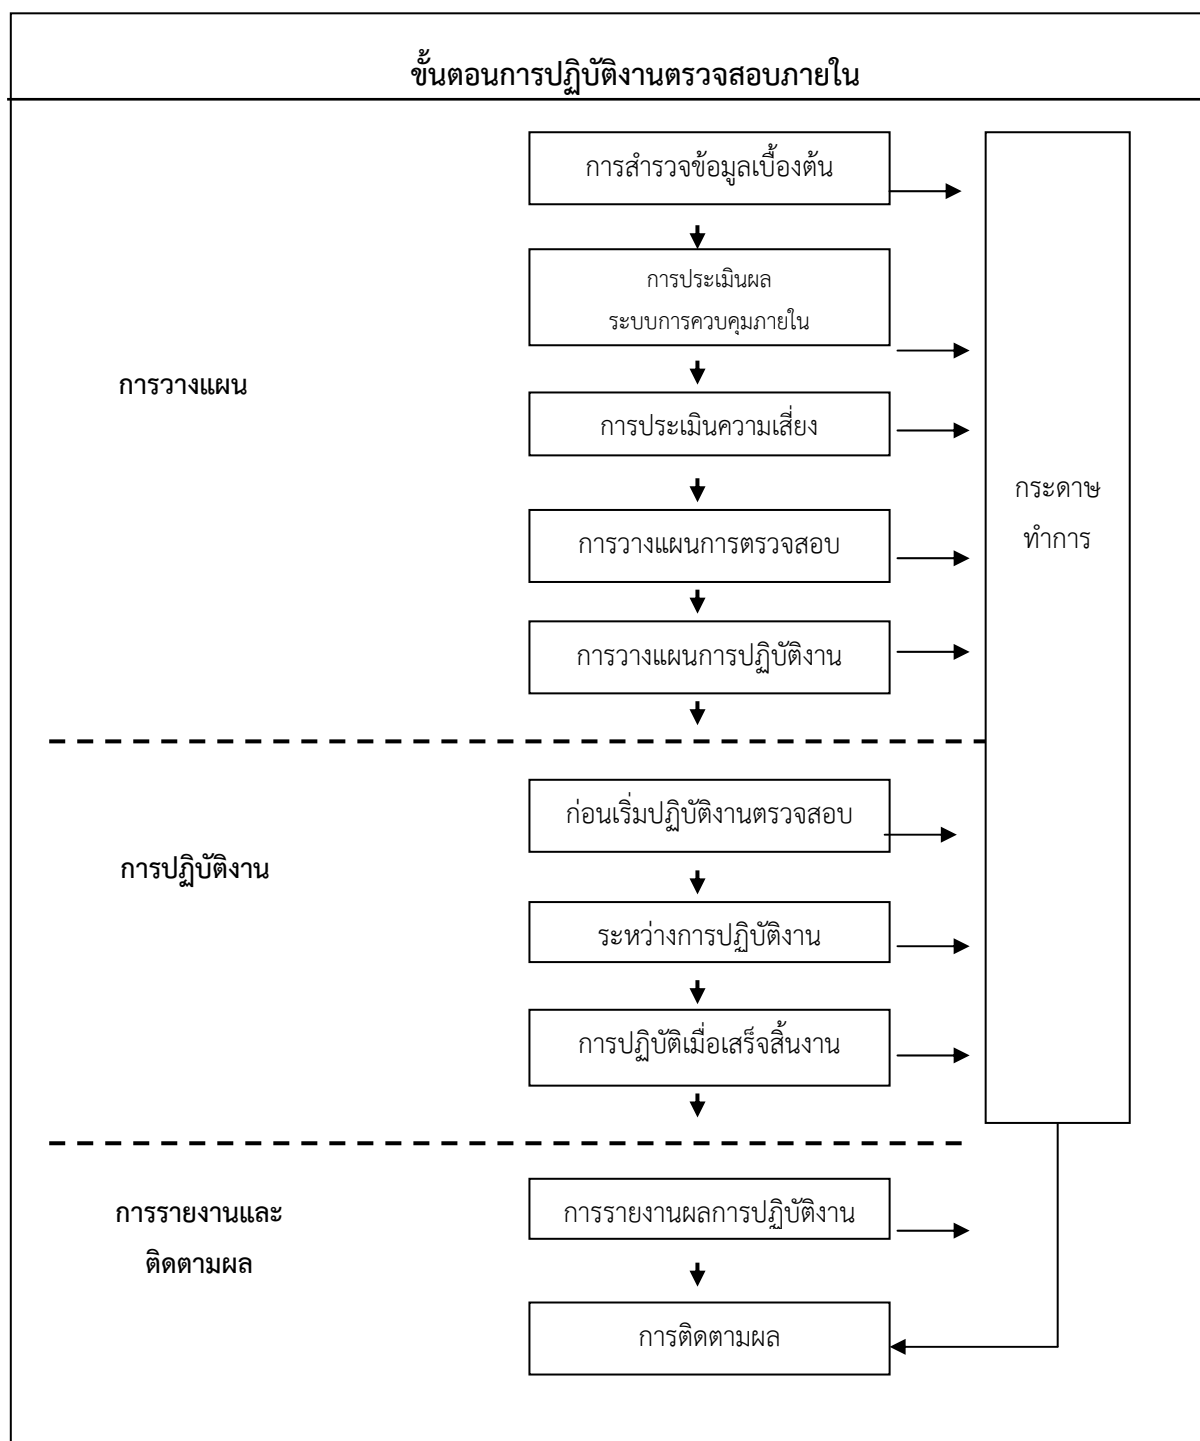 ขั้นตอนการปฏิบัติงานตรวจสอบภายใน
การสำรวจข้อมูลเบื้องต้น
การประเมินผล
ระบบการควบคุมภายใน
การวางแผน
การประเมินความเสี่ยง
กระดาษ
ทำการ
การวางแผนการตรวจสอบ
การวางแผนการปฏิบัติงาน
ก่อนเริ่มปฏิบัติงานตรวจสอบ
การปฏิบัติงาน
ระหว่างการปฏิบัติงาน
การปฏิบัติเมื่อเสร็จสิ้นงาน
การรายงานและ
ติดตามผล
การรายงานผลการปฏิบัติงาน
การติดตามผล